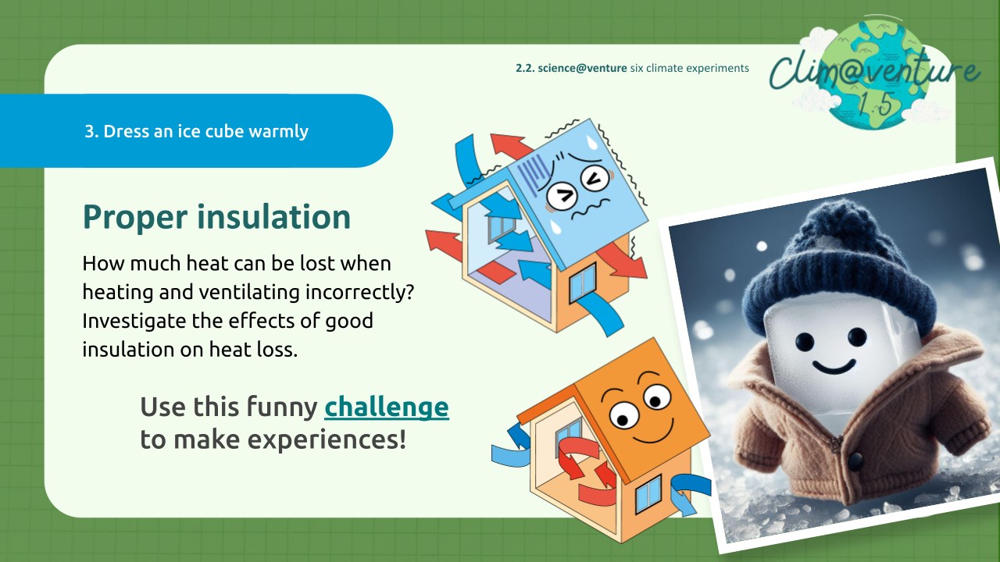 2.2. science@venture six climate experiments
Clim@venture
1.5
3. Dress an ice cube warmly
Proper insulation
How much heat can be lost when
heating and ventilating incorrectly?
Investigate the effects of good
insulation on heat loss.
Use this funny challenge
to make experiences!